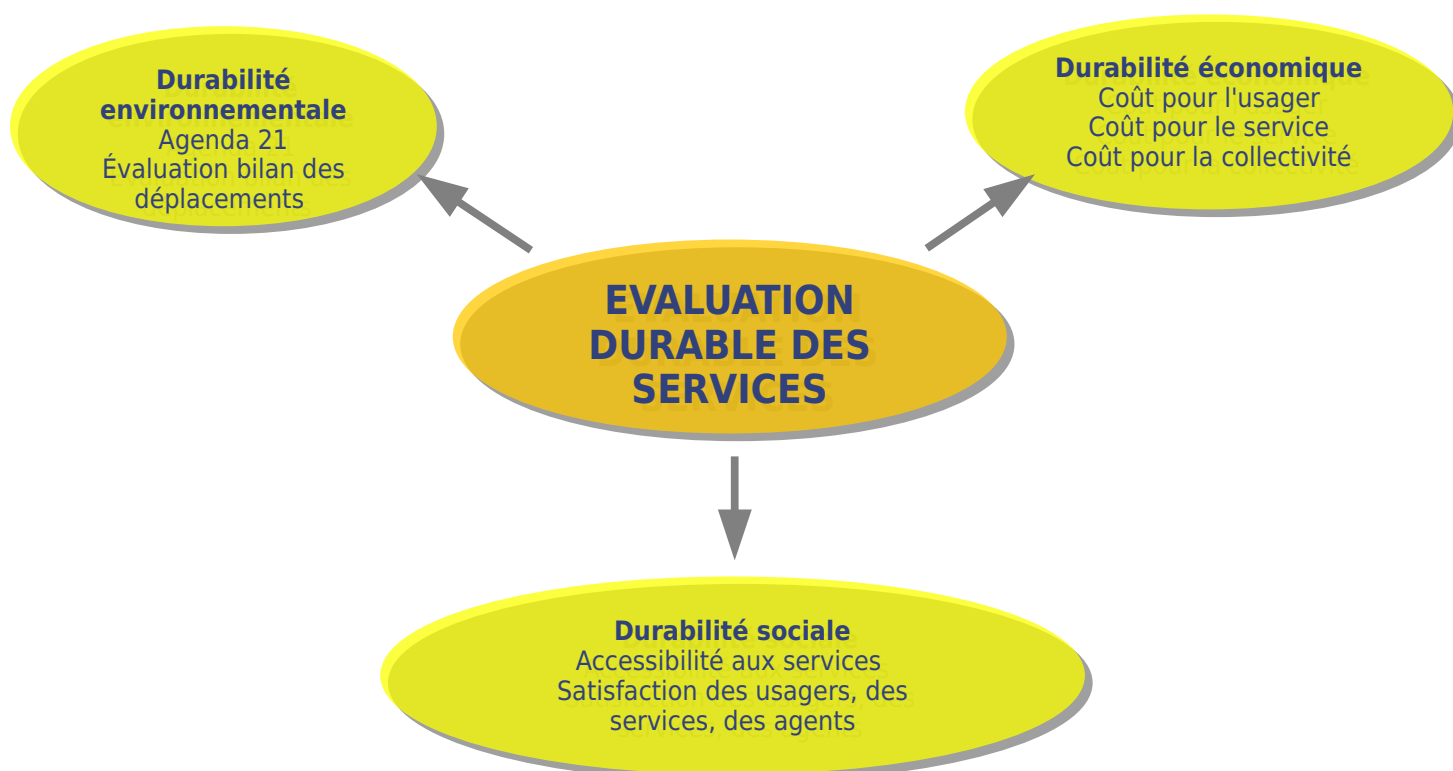 Durabilité
environnementale
Agenda 21
Évaluation bilan des
déplacements
Durabilité économique
Coût pour l'usager
Coût pour le service
Coût pour la collectivité
EVALUATION
DURABLE DES
SERVICES
Durabilité sociale
Accessibilité aux services
Satisfaction des usagers, des
services, des agents